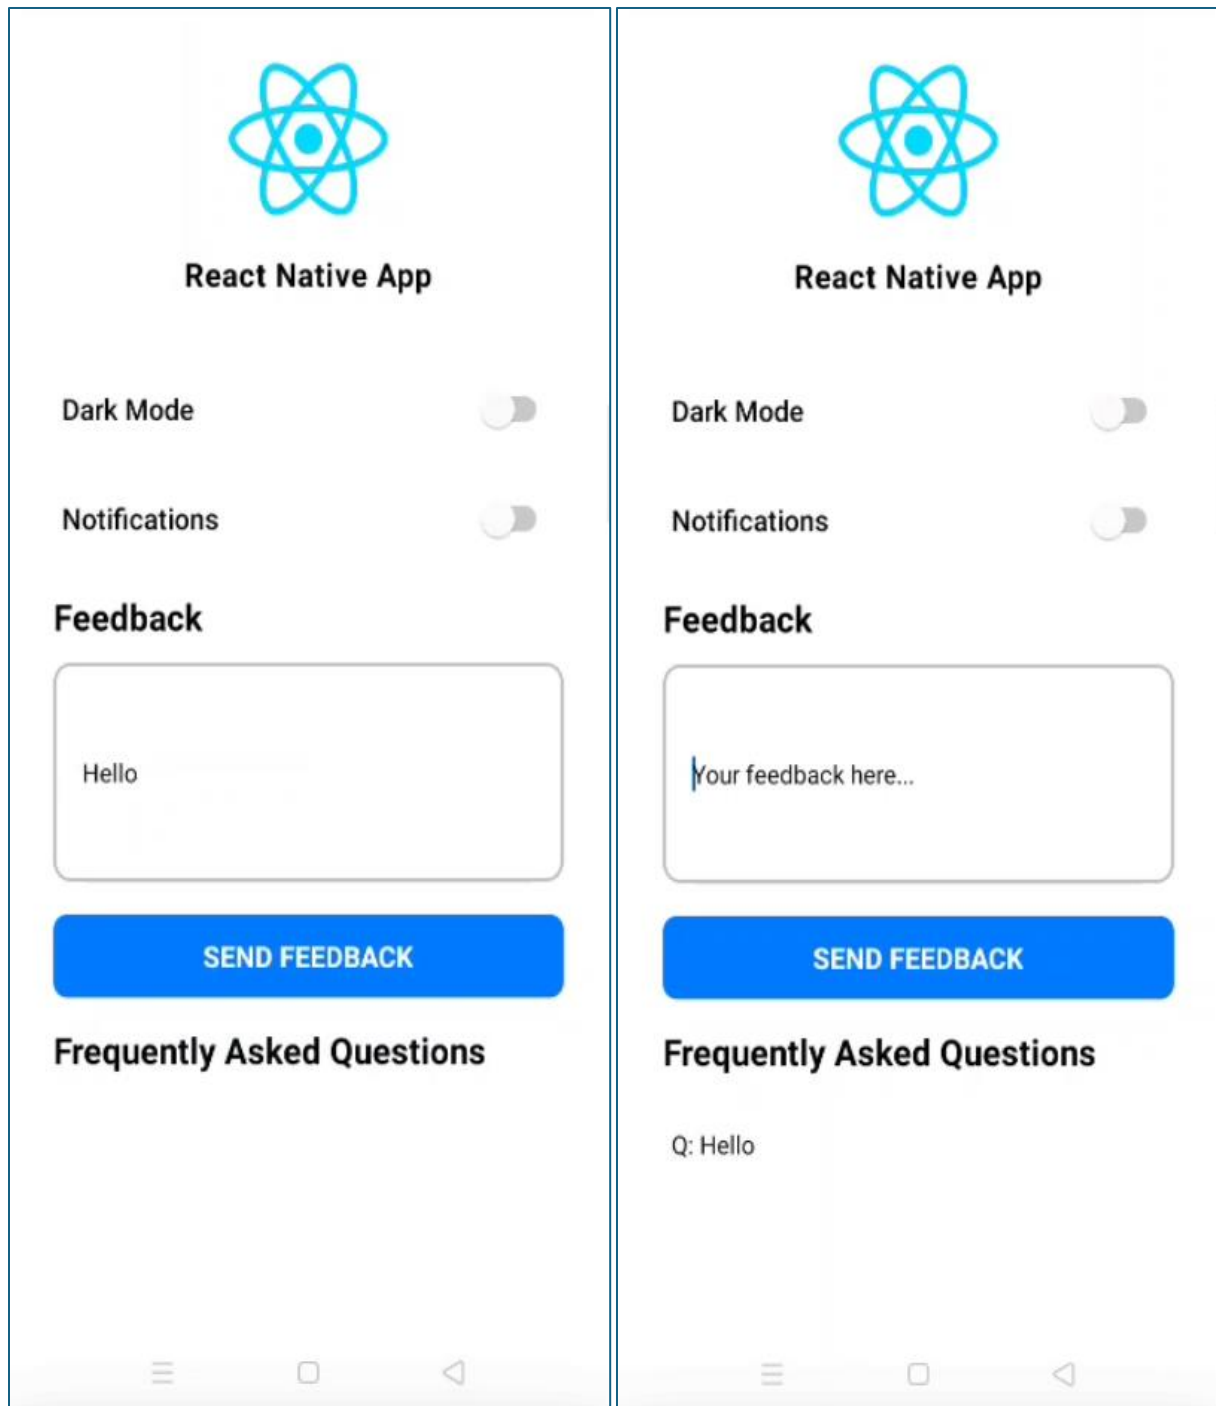 React Native App
Dark Mode
Notifications
Feedback
Hello
SEND FEEDBACK
Frequently Asked Questions
React Native App
Dark Mode
Notifications
Feedback
Your feedback here...
SEND FEEDBACK
Frequently Asked Questions
Q: Hello